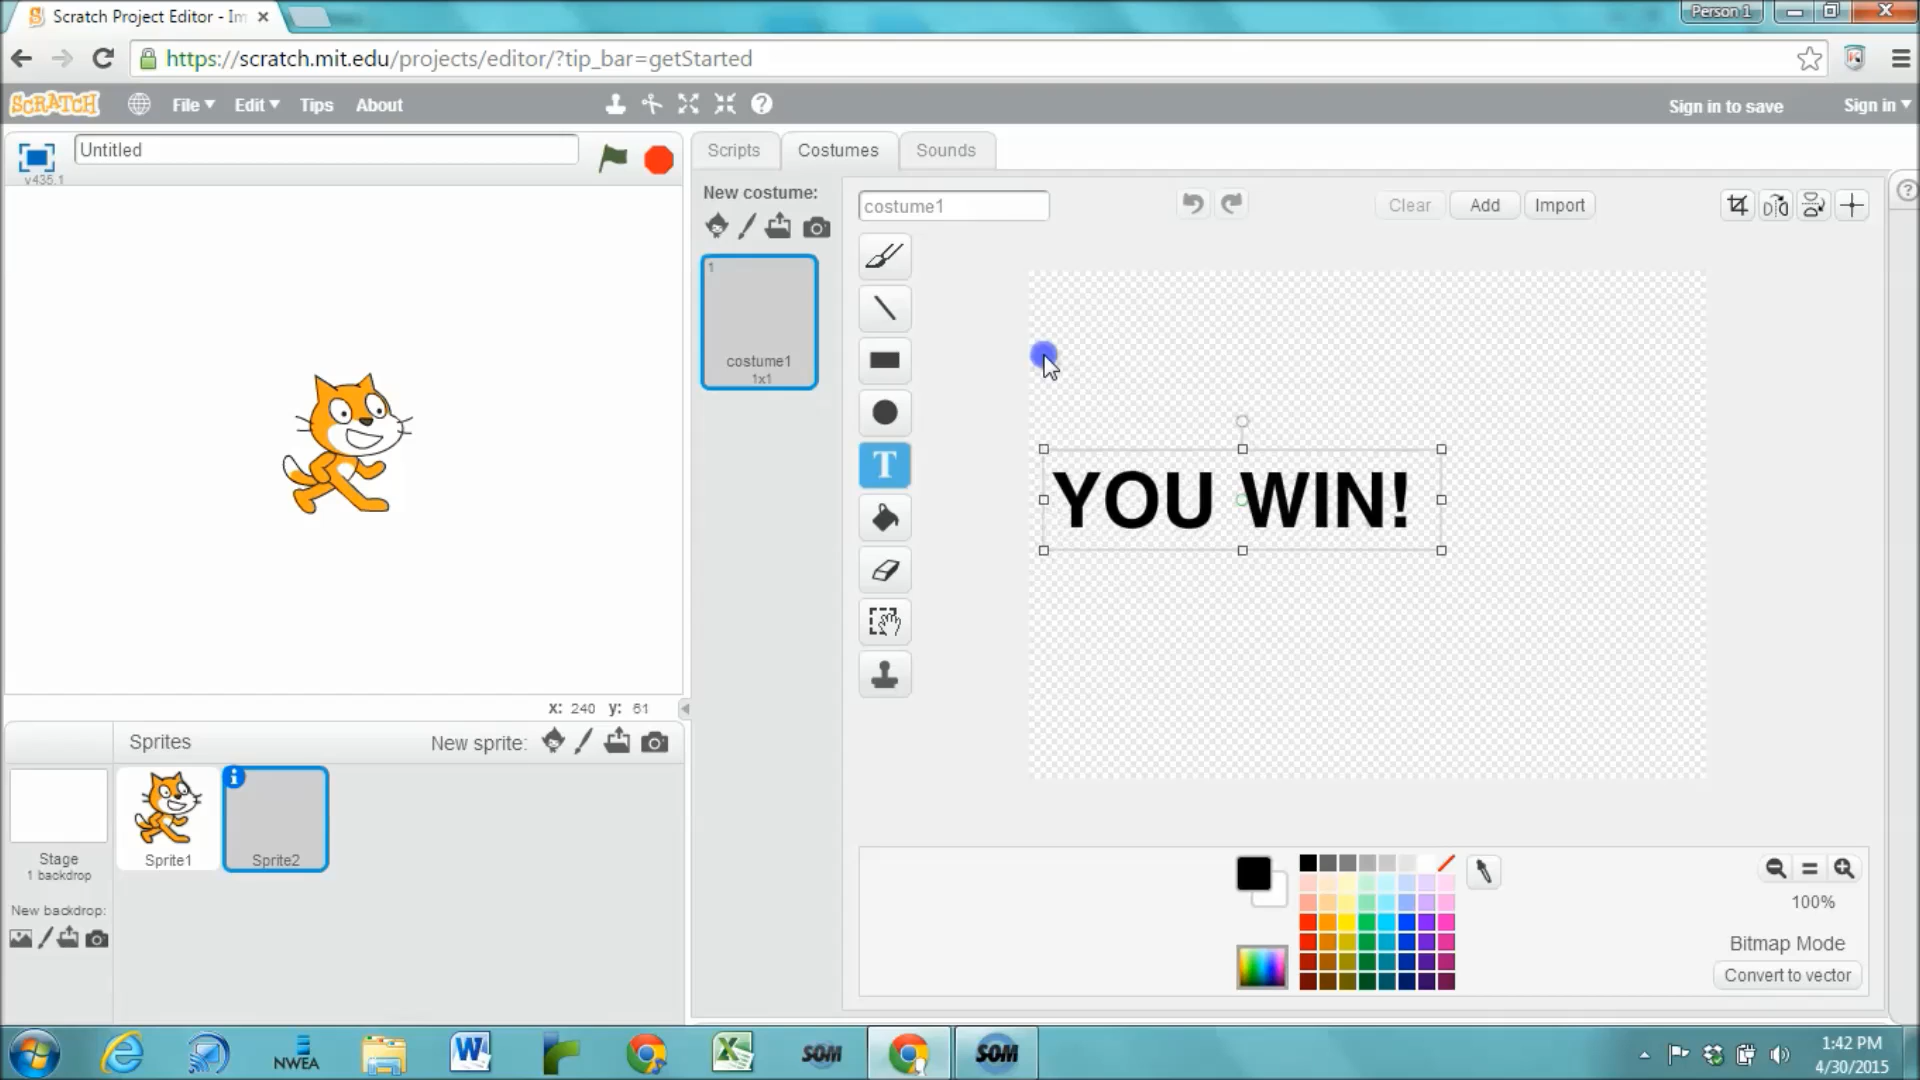 Scratch Project Editor - Im
Person 1
https://scratch.mit.edu/projects/editor/?tip_bar=getStarted
SCRATCH File Edit Tips About
Sign in to save Sign in
Untitled
v435.1
Scripts Costumes Sounds
New costume:
costume1
Clear Add Import
1
costume1
1x1
T
YOU WIN!
x: 240 y: 61
Sprites New sprite:
Stage
1 backdrop
Sprite1
Sprite2
New backdrop:
100%
Bitmap Mode
Convert to vector
NWEA
SOM
SOM
1:42 PM
4/30/2015